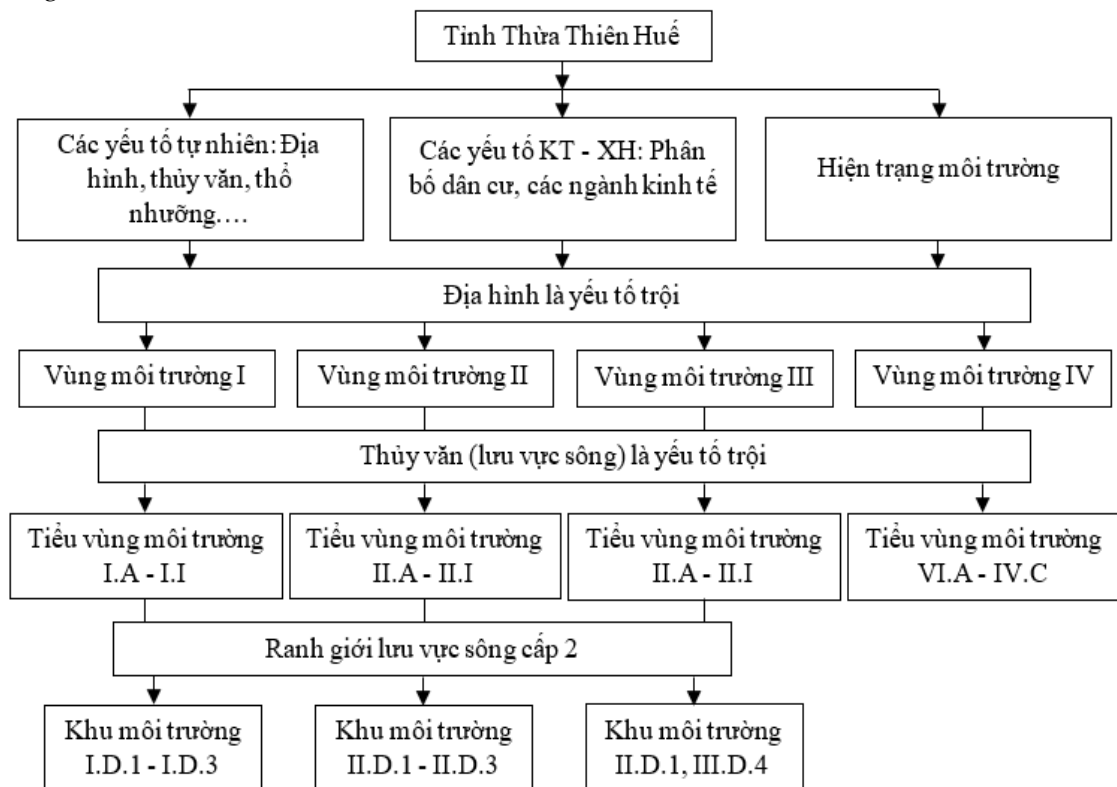 Tỉnh Thừa Thiên Huế
Các yếu tố tự nhiên: Địa
hình, thủy văn, thổ
nhưỡng….
Các yếu tố KT - XH: Phân
bố dân cư, các ngành kinh tế
Hiện trạng môi trường
Địa hình là yếu tố trội
Vùng môi trường I
Vùng môi trường II
Vùng môi trường III
Vùng môi trường IV
Thủy văn (lưu vực sông) là yếu tố trội
Tiểu vùng môi trường
I.A - I.I
Tiểu vùng môi trường
II.A - II.I
Tiểu vùng môi trường
II.A - II.I
Tiểu vùng môi trường
VI.A - IV.C
Ranh giới lưu vực sông cấp 2
Khu môi trường
I.D.1 - I.D.3
Khu môi trường
II.D.1 - II.D.3
Khu môi trường
II.D.1, III.D.4